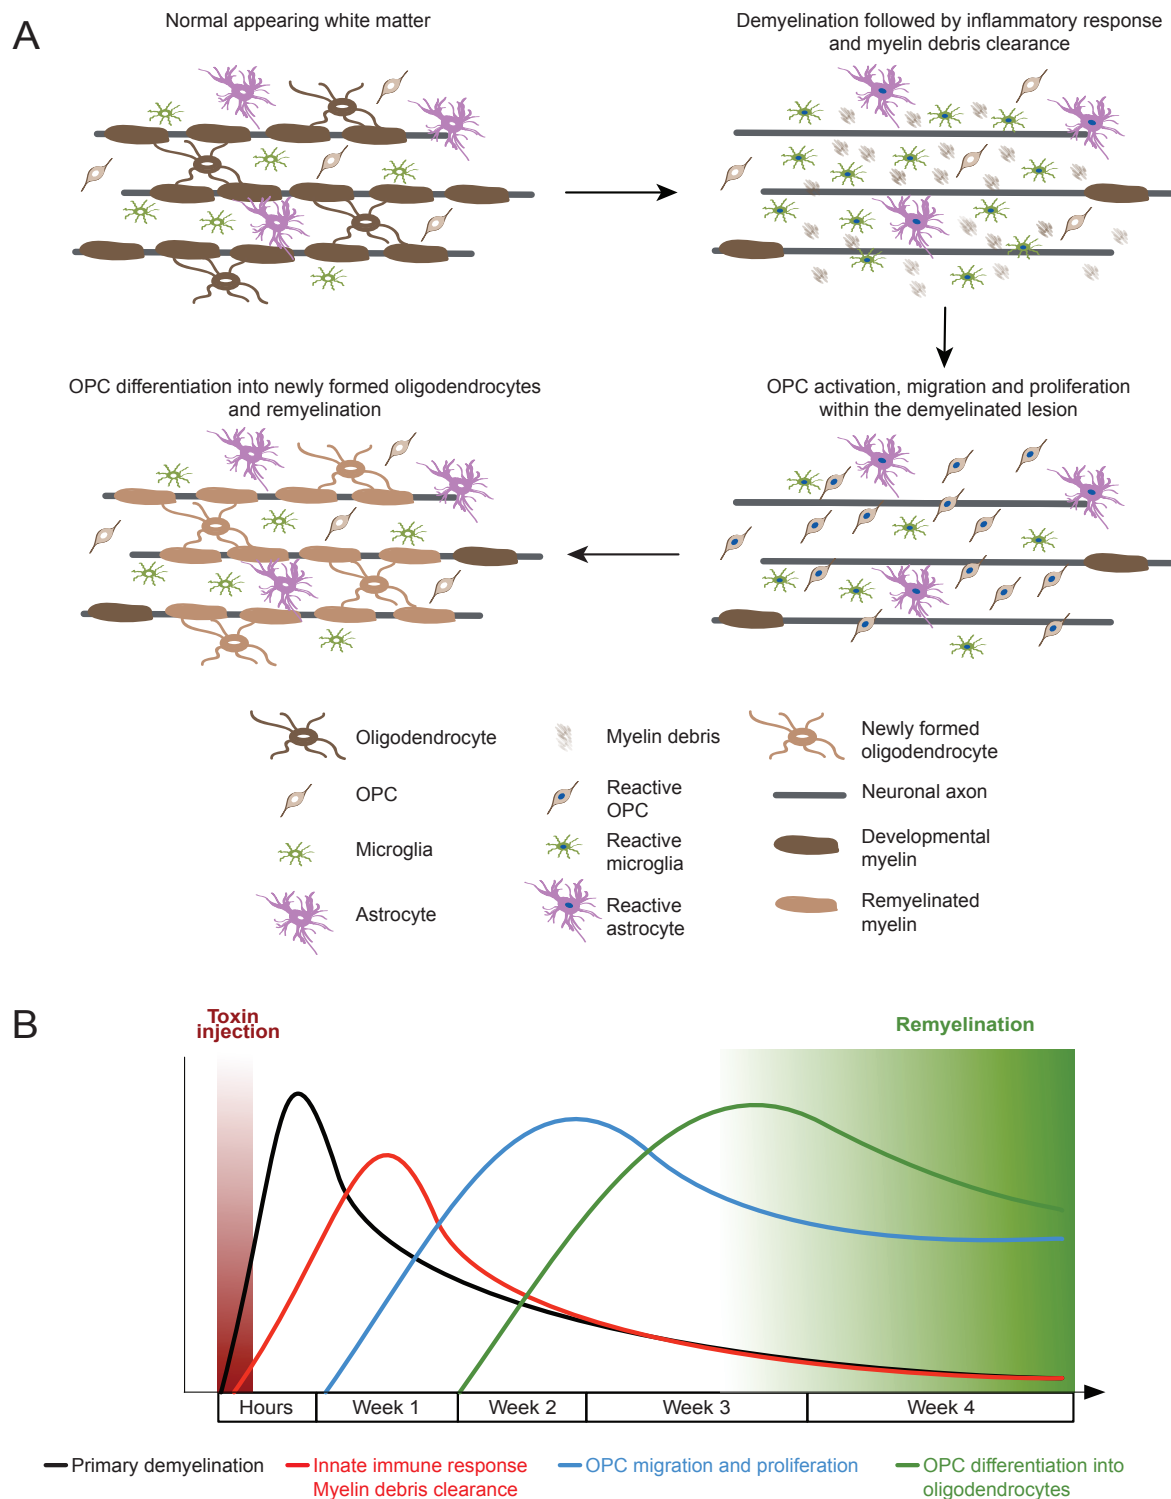 A
Normal appearing white matter
Demyelination followed by inflammatory response
and myelin debris clearance
OPC differentiation into newly formed oligodendrocytes
and remyelination
OPC activation, migration and proliferation
within the demyelinated lesion
Oligodendrocyte
Myelin debris
Newly formed
oligodendrocyte
OPC
Reactive
OPC
Neuronal axon
Microglia
Reactive
microglia
Developmental
myelin
Astrocyte
Reactive
astrocyte
Remyelinated
myelin
B
Toxin
injection
Remyelination
Hours
Week 1
Week 2
Week 3
Week 4
Primary demyelination
Innate immune response
Myelin debris clearance
OPC migration and proliferation
OPC differentiation into
oligodendrocytes